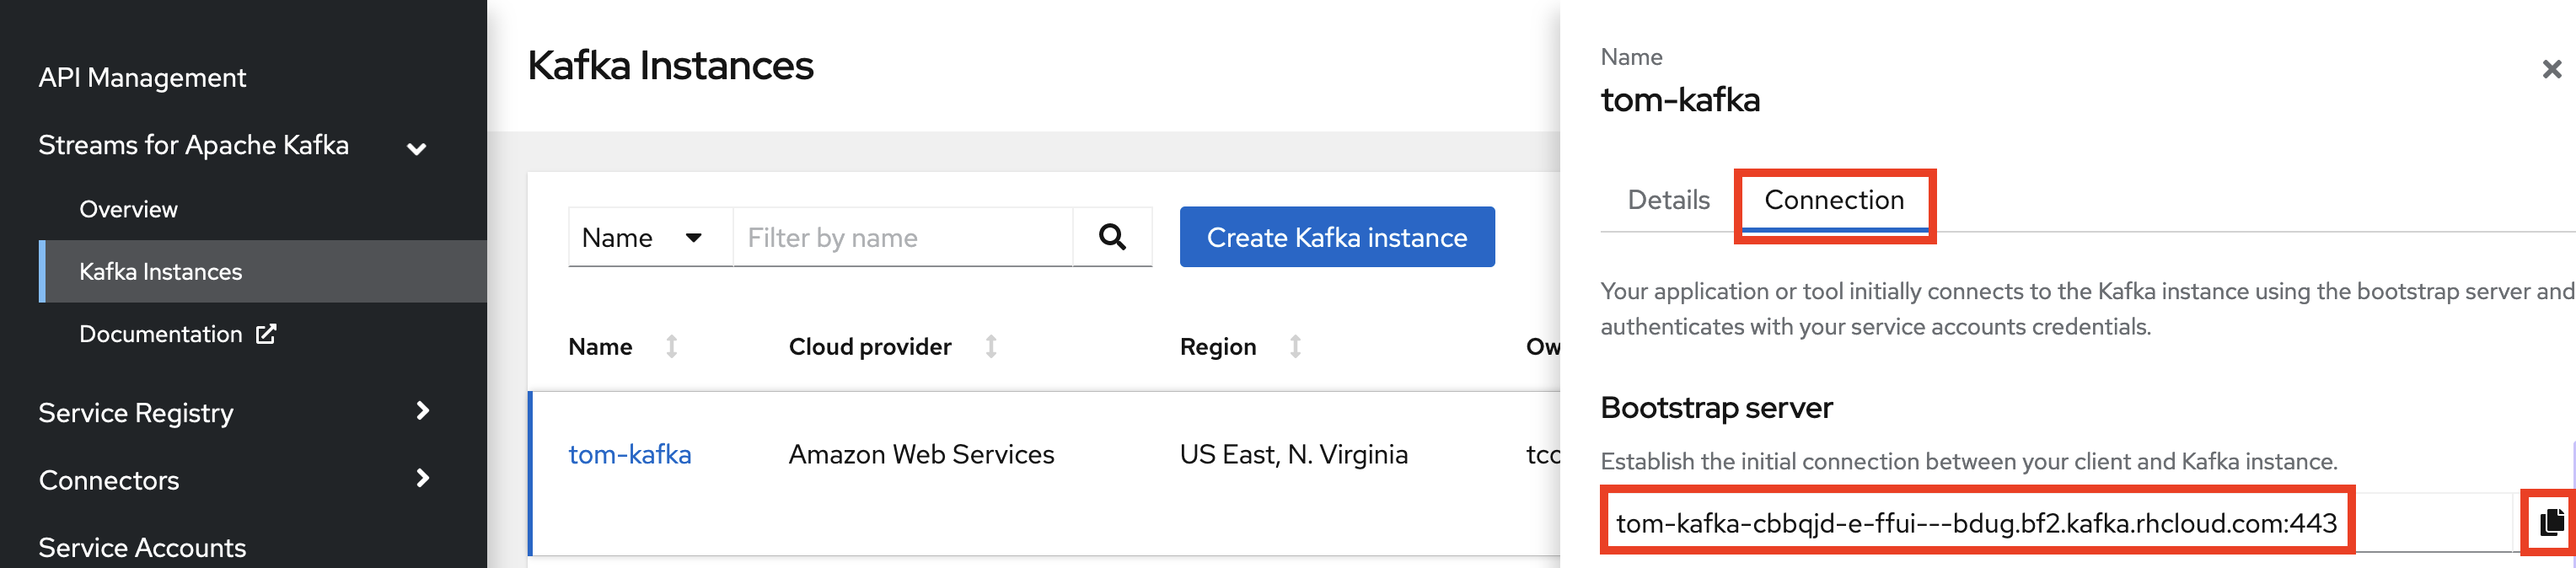 API Management
Streams for Apache Kafka
Overview
Kafka Instances
Documentation
Service Registry
Connectors
Service Accounts
Kafka Instances
Name
Filter by name
Create Kafka instance
Name Cloud provider Region Ow
tom-kafka Amazon Web Services US East, N. Virginia tco
Name
tom-kafka
Details Connection
Your application or tool initially connects to the Kafka instance using the bootstrap server and
authenticates with your service accounts credentials.
Bootstrap server
Establish the initial connection between your client and Kafka instance.
tom-kafka-cbbqjd-e-ffui---bdug.bf2.kafka.rhcloud.com:443